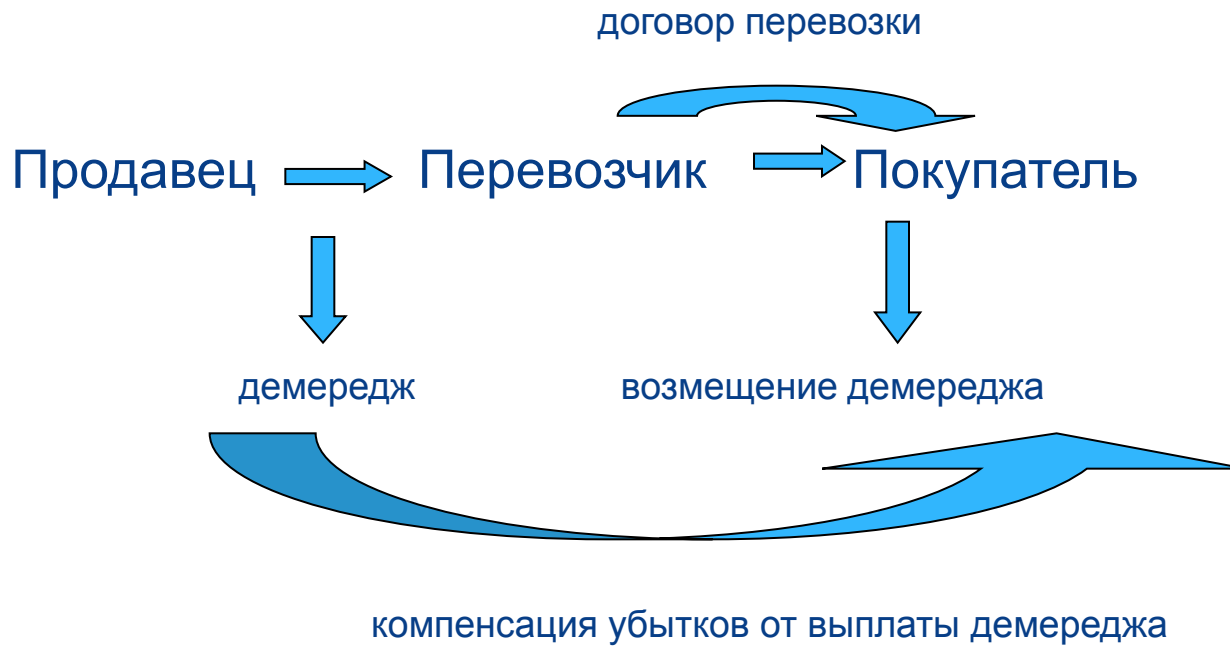 договор перевозки
Продавец Перевозчик Покупатель
демередж возмещение демереджа
компенсация убытков от выплаты демереджа